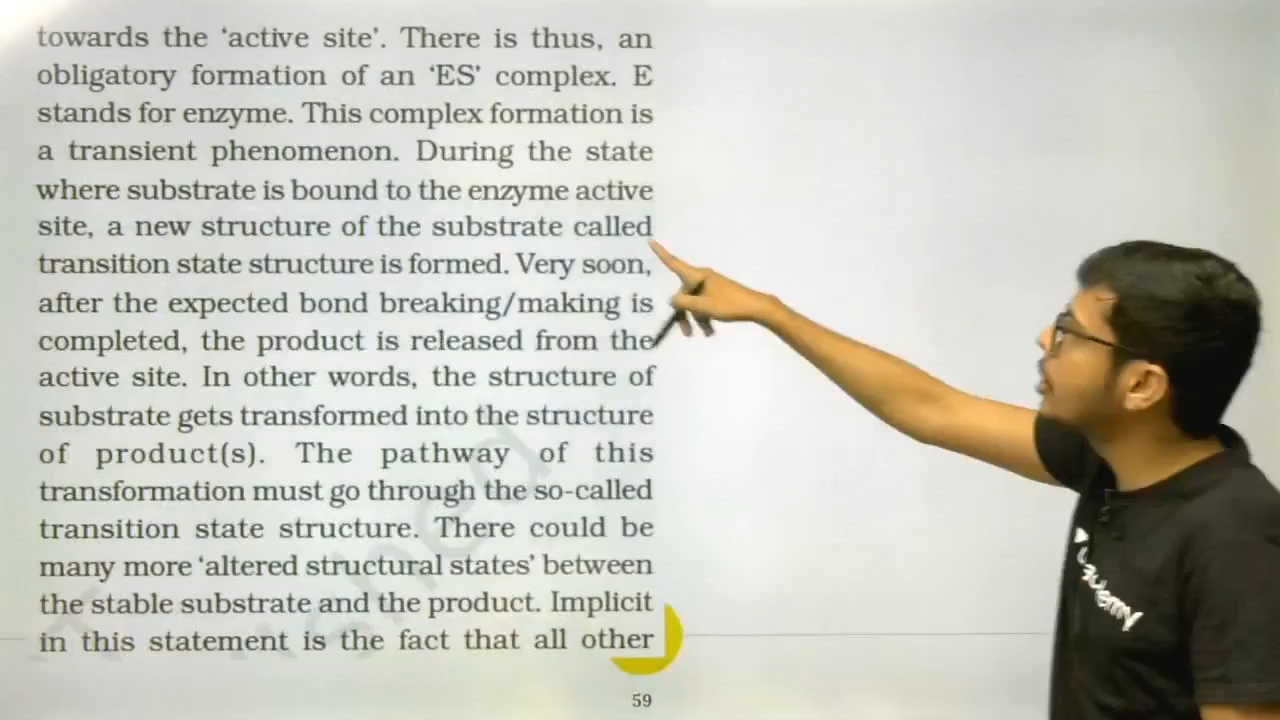 towards the ‘active site’. There is thus, an
obligatory formation of an ‘ES’ complex. E
stands for enzyme. This complex formation is
a transient phenomenon. During the state
where substrate is bound to the enzyme active
site, a new structure of the substrate called
transition state structure is formed. Very soon,
after the expected bond breaking/making is
completed, the product is released from the
active site. In other words, the structure of
substrate gets transformed into the structure
of product(s). The pathway of this
transformation must go through the so-called
transition state structure. There could be
many more ‘altered structural states’ between
the stable substrate and the product. Implicit
in this statement is the fact that all other
59